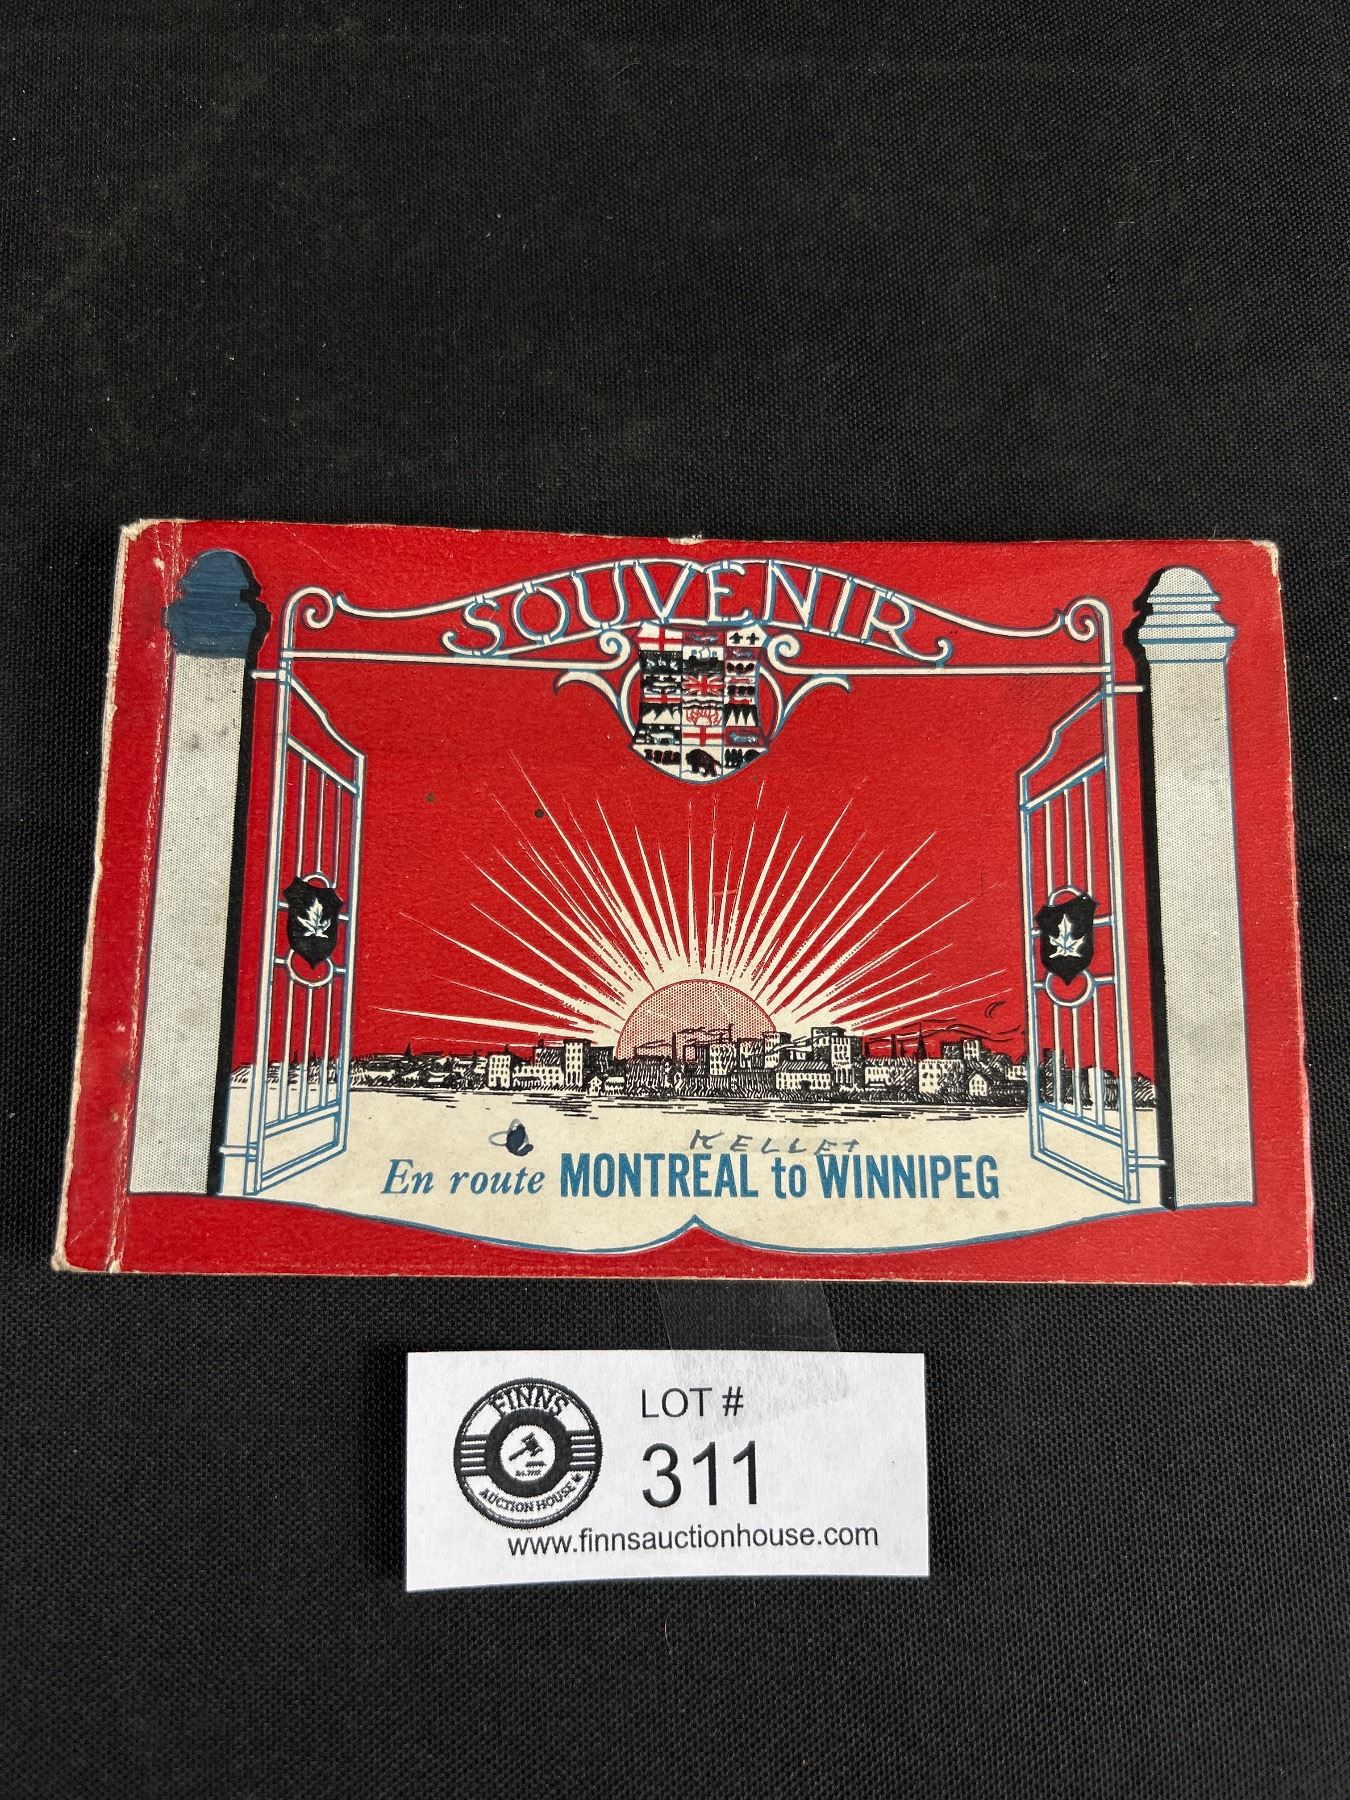 SOUVENIR
KELLET
En route MONTREAL to WINNIPEG
FINNS
AUCTION HOUSE
LOT #
311
www.finnsauctionhouse.com